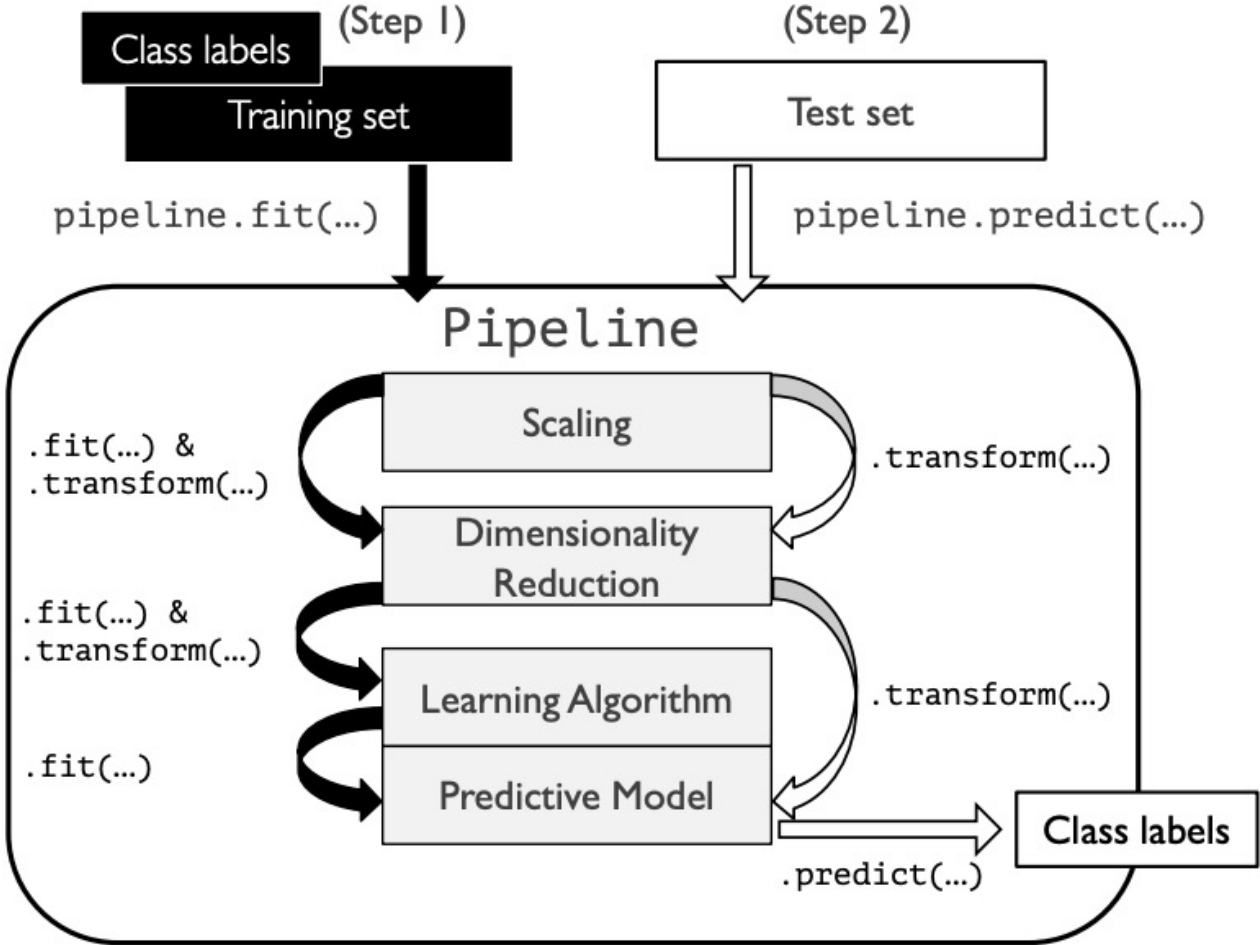 (Step 1)
Class labels
Training set
(Step 2)
Test set
pipeline.fit(…)
pipeline.predict(…)
Pipeline
Scaling
.fit(…) &
.transform(…)
.transform(…)
Dimensionality
Reduction
.fit(…) &
.transform(…)
Learning Algorithm
.transform(…)
.fit(…)
Predictive Model
Class labels
.predict(…)